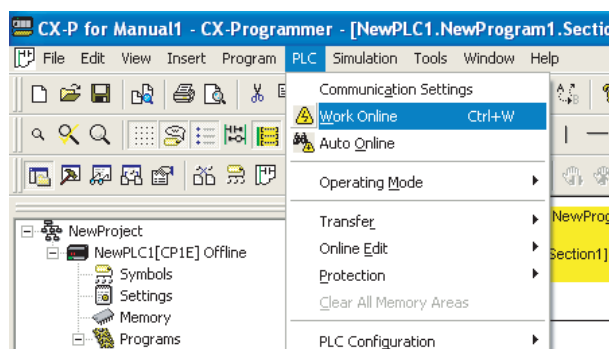 CX-P for Manual1 - CX-Programmer - [NewPLC1.NewProgram1.Sectio
File Edit View Insert Program PLC Simulation Tools Window Help
Communication Settings
Work Online Ctrl+W
Auto Online
Operating Mode
Transfer
Online Edit
Protection
Clear All Memory Areas
PLC Configuration
NewProject
NewPLC1[CP1E] Offline
Symbols
Settings
Memory
Programs
NewProg
Section1]